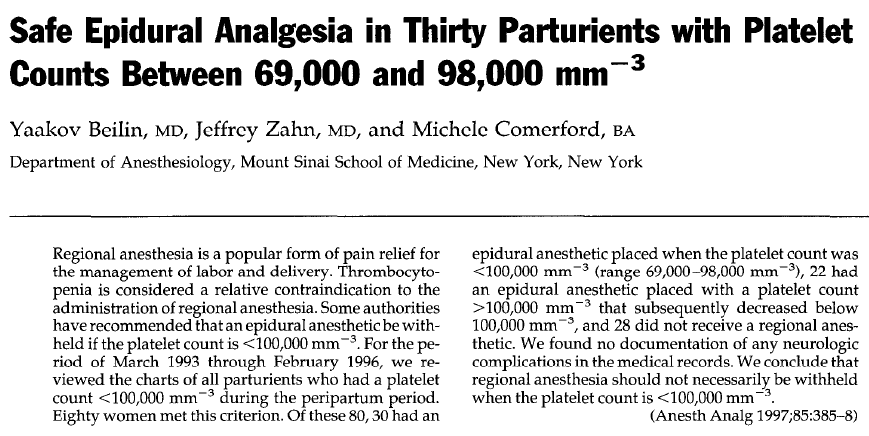 Safe Epidural Analgesia in Thirty Parturients with Platelet
Counts Between 69,000 and 98,000 mm⁻³
Yaakov Beilin, MD, Jeffrey Zahn, MD, and Michele Comerford, BA
Department of Anesthesiology, Mount Sinai School of Medicine, New York, New York
Regional anesthesia is a popular form of pain relief for
the management of labor and delivery. Thrombocyto-
penia is considered a relative contraindication to the
administration of regional anesthesia. Some authorities
have recommended that an epidural anesthetic be with-
held if the platelet count is <100,000 mm⁻³. For the pe-
riod of March 1993 through February 1996, we re-
viewed the charts of all parturients who had a platelet
count <100,000 mm⁻³ during the peripartum period.
Eighty women met this criterion. Of these 80, 30 had an
epidural anesthetic placed when the platelet count was
<100,000 mm⁻³ (range 69,000–98,000 mm⁻³), 22 had
an epidural anesthetic placed with a platelet count
>100,000 mm⁻³ that subsequently decreased below
100,000 mm⁻³, and 28 did not receive a regional anes-
thetic. We found no documentation of any neurologic
complications in the medical records. We conclude that
regional anesthesia should not necessarily be withheld
when the platelet count is <100,000 mm⁻³.
(Anesth Analg 1997;85:385–8)